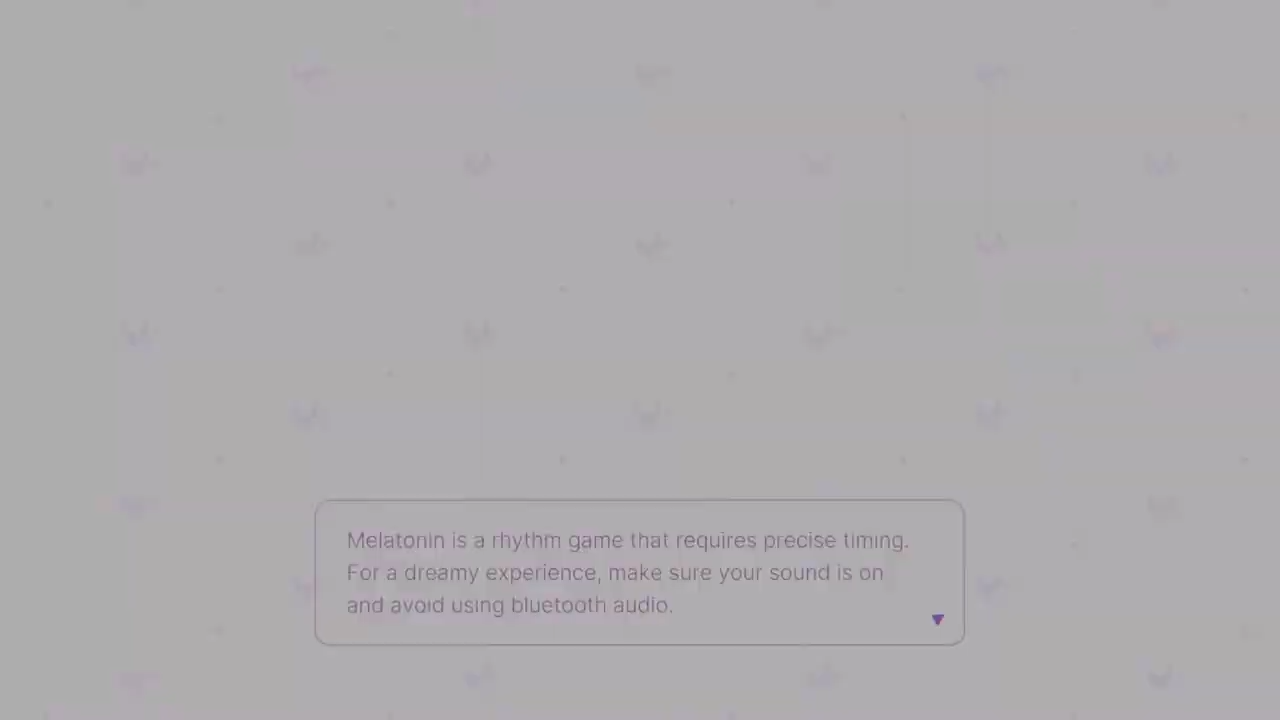 Melatonin is a rhythm game that requires precise timing.
For a dreamy experience, make sure your sound is on
and avoid using bluetooth audio.